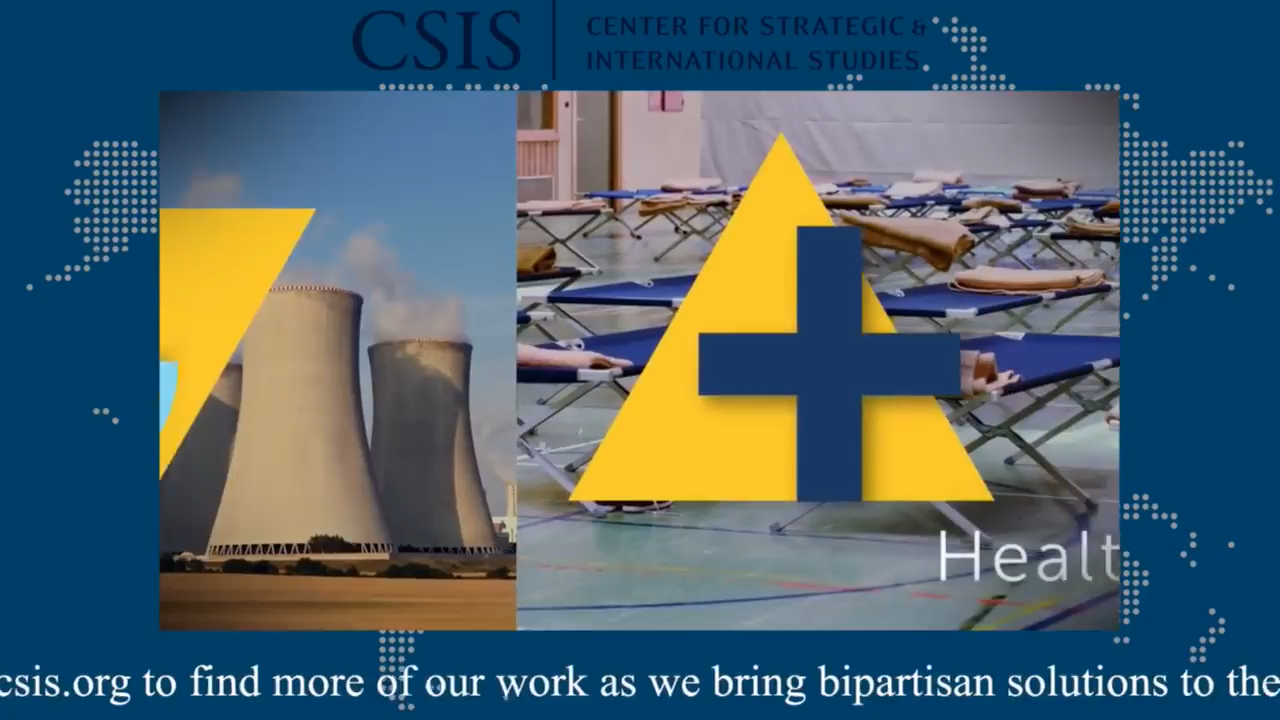 CSIS
CENTER FOR STRATEGIC &
INTERNATIONAL STUDIES
Healt
csis.org to find more of our work as we bring bipartisan solutions to the